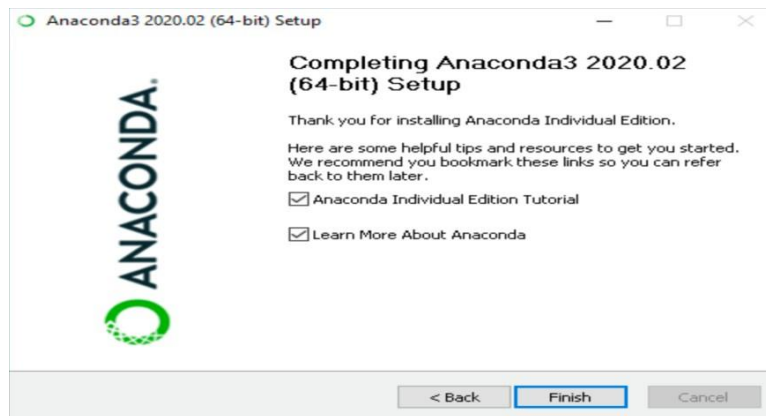 Anaconda3 2020.02 (64-bit) Setup
ANACONDA.
Completing Anaconda3 2020.02
(64-bit) Setup
Thank you for installing Anaconda Individual Edition.
Here are some helpful tips and resources to get you started.
We recommend you bookmark these links so you can refer
back to them later.
Anaconda Individual Edition Tutorial
Learn More About Anaconda
< Back
Finish
Cancel